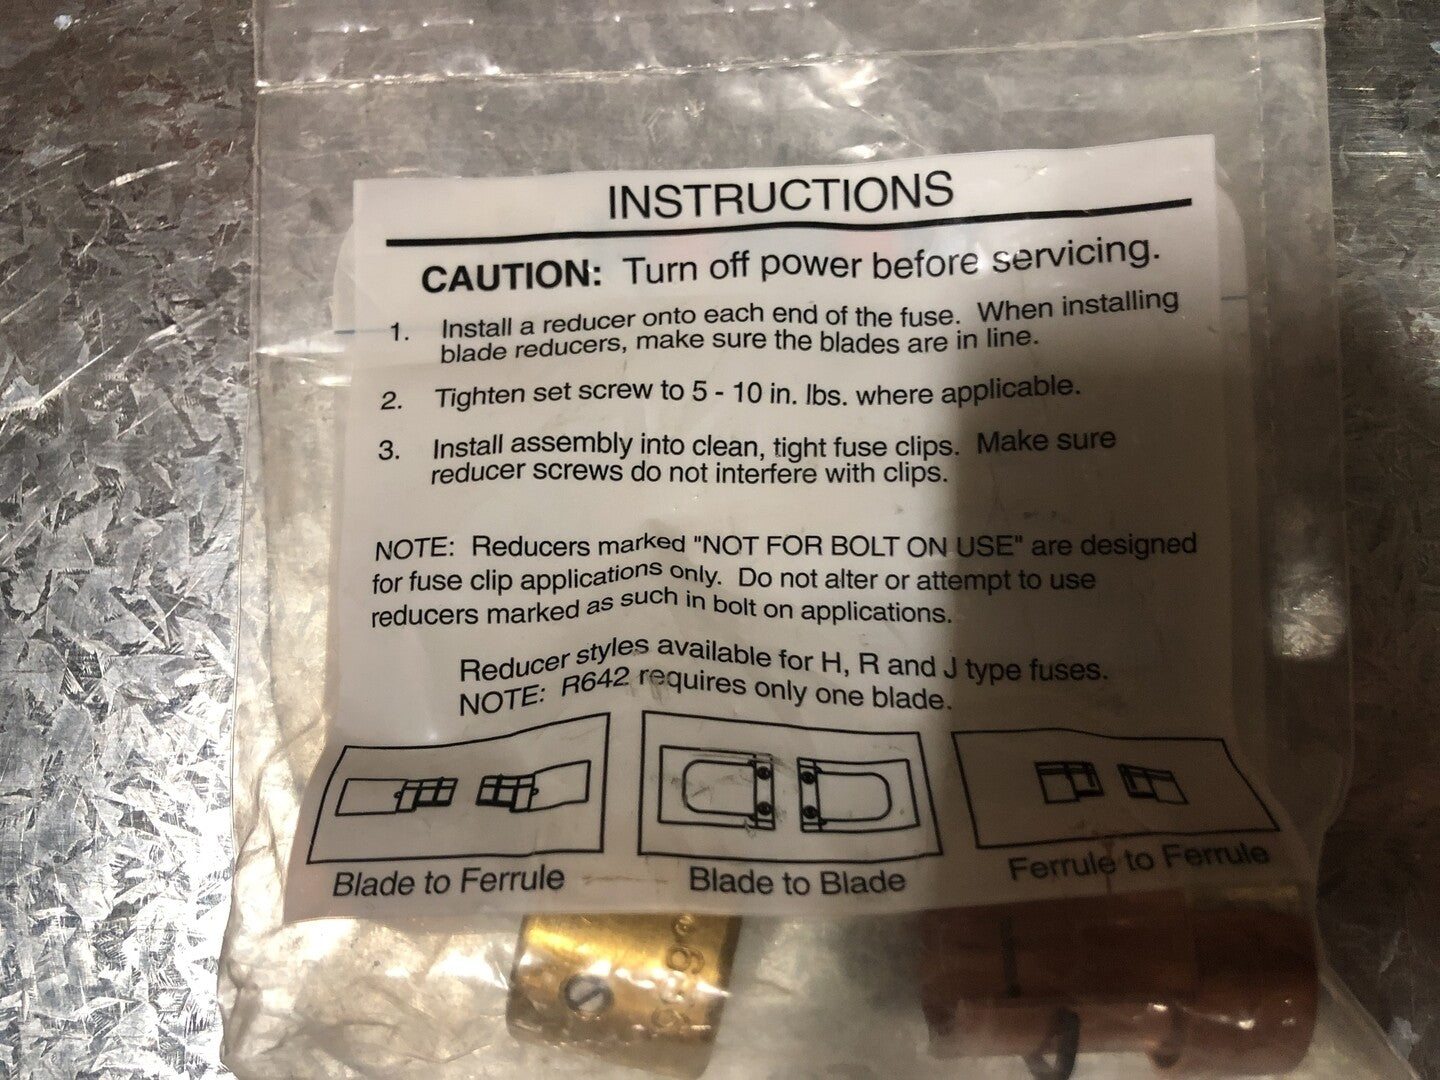 INSTRUCTIONS
CAUTION: Turn off power before servicing.
1. Install a reducer onto each end of the fuse. When installing
blade reducers, make sure the blades are in line.
2. Tighten set screw to 5 - 10 in. lbs. where applicable.
3. Install assembly into clean, tight fuse clips. Make sure
reducer screws do not interfere with clips.
NOTE: Reducers marked "NOT FOR BOLT ON USE" are designed
for fuse clip applications only. Do not alter or attempt to use
reducers marked as such in bolt on applications.
Reducer styles available for H, R and J type fuses.
NOTE: R642 requires only one blade.
Blade to Ferrule
Blade to Blade
Ferrule to Ferrule